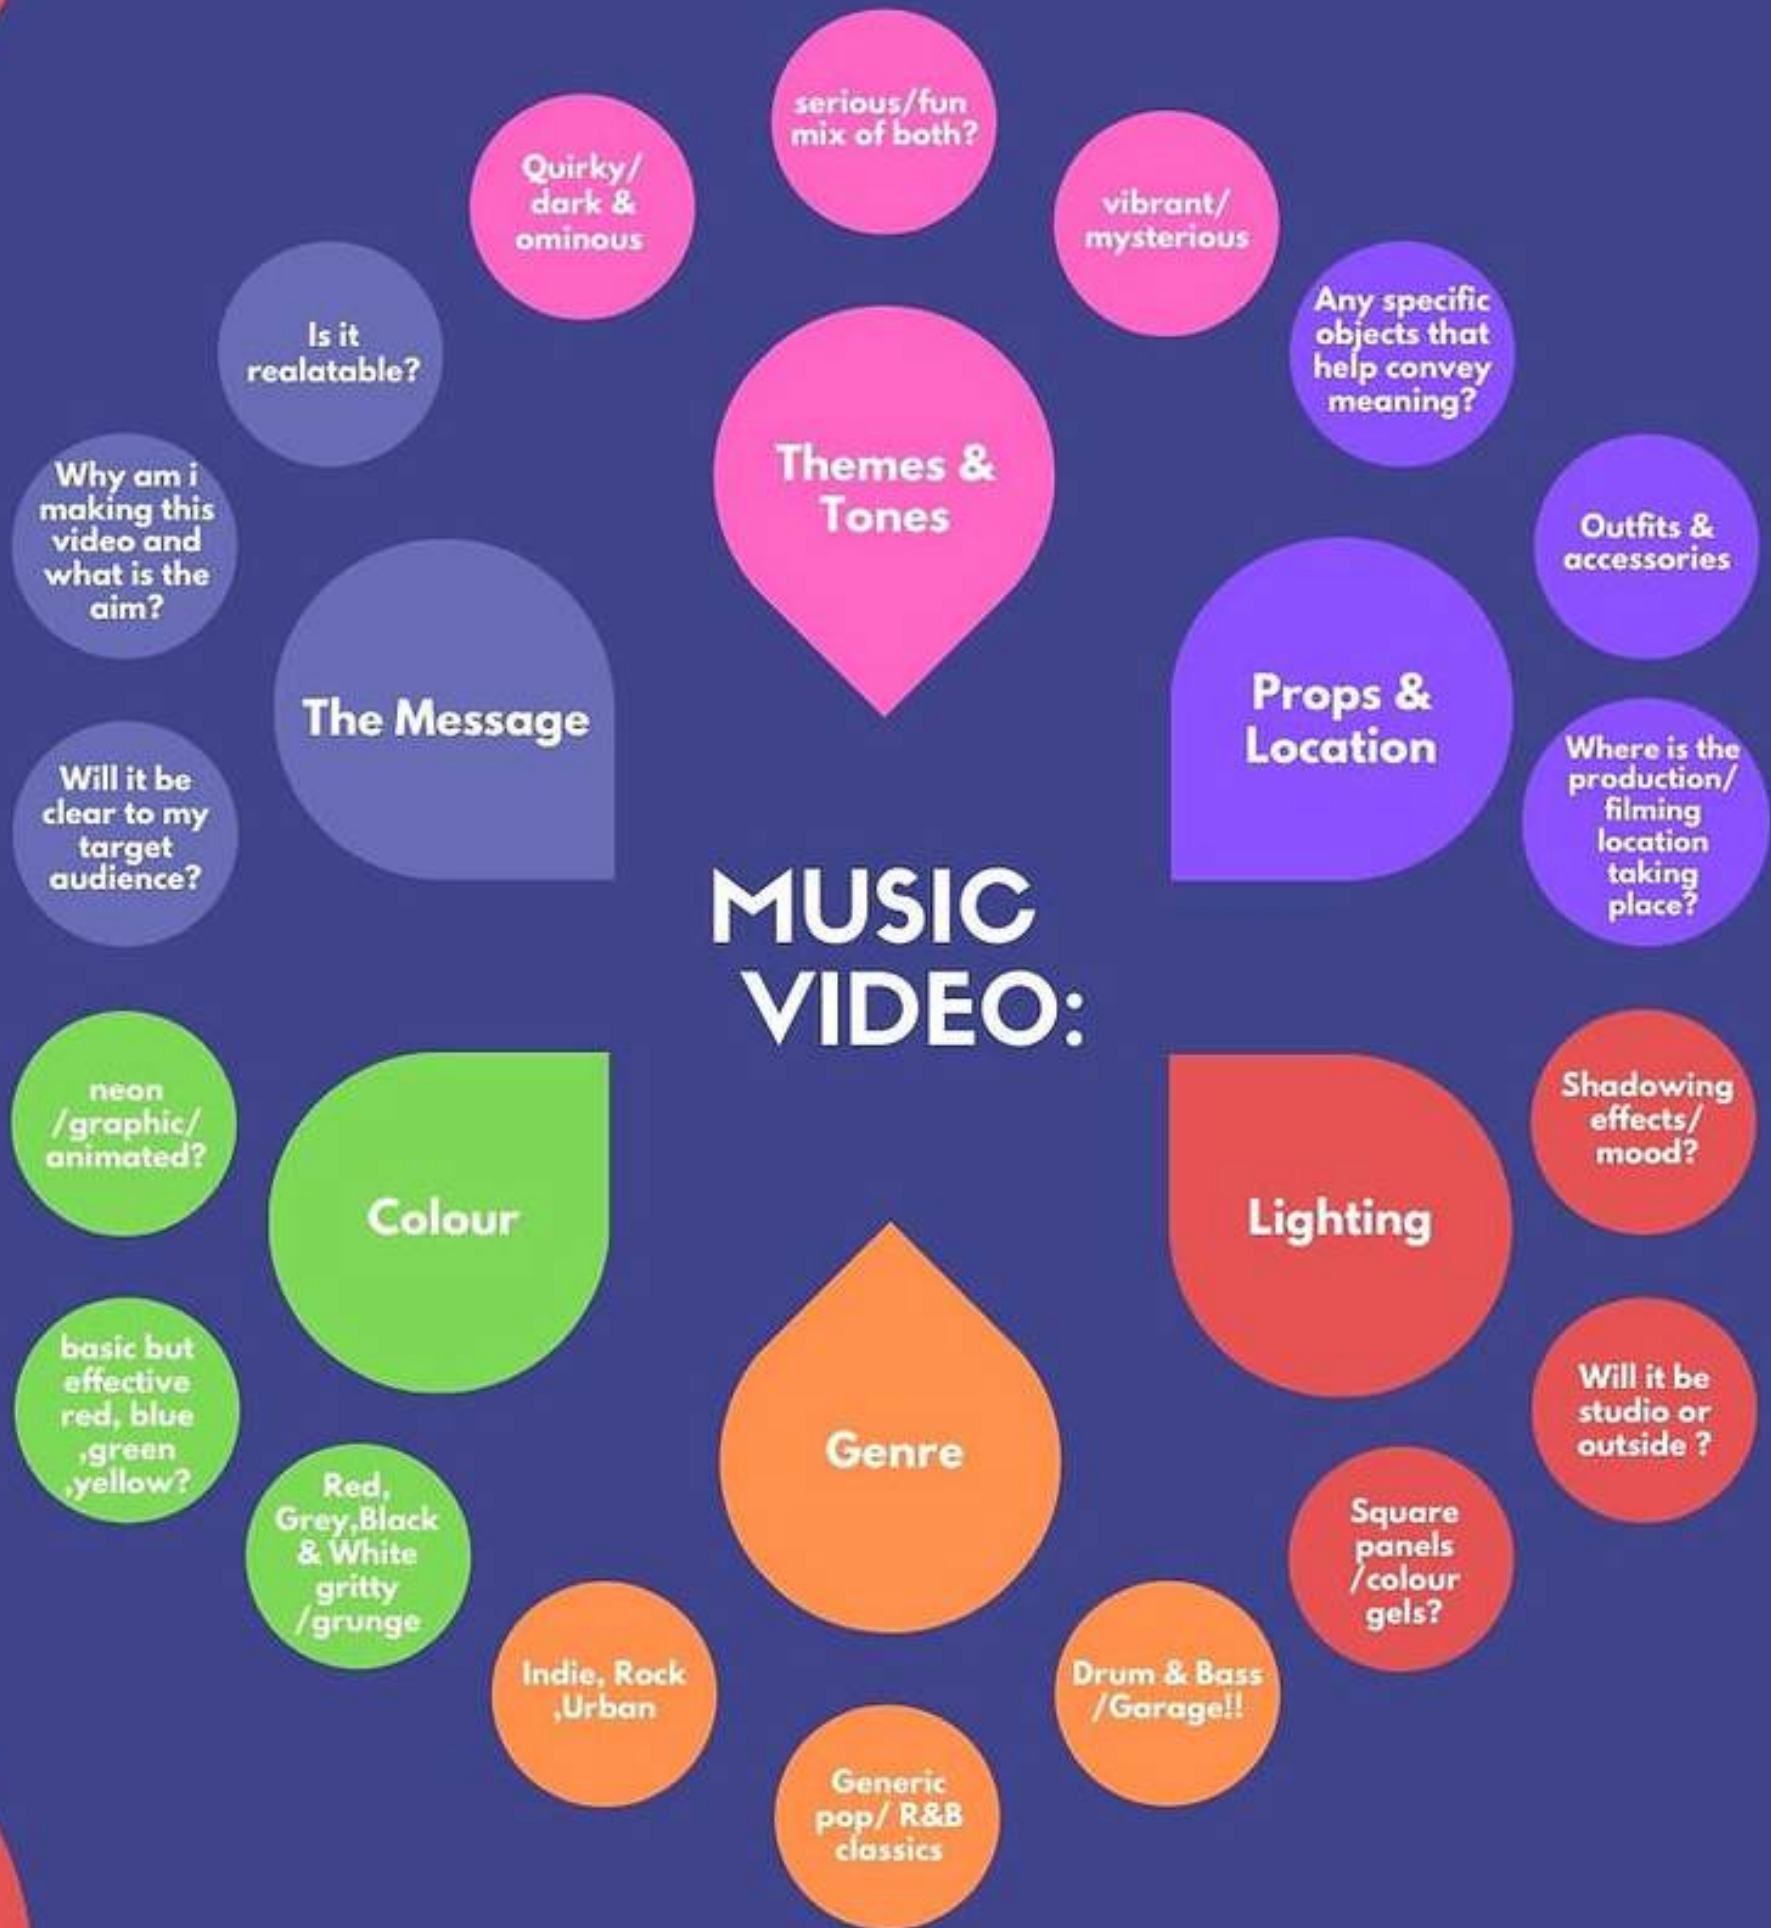 MUSIC
VIDEO:
Themes &
Tones
Quirky/
dark &
ominous
serious/fun
mix of both?
vibrant/
mysterious
Props &
Location
Any specific
objects that
help convey
meaning?
Outfits &
accessories
Where is the
production/
filming
location
taking
place?
Lighting
Shadowing
effects/
mood?
Will it be
studio or
outside ?
Square
panels
/colour
gels?
Genre
Drum & Bass
/Garage!!
Generic
pop/ R&B
classics
Indie, Rock
,Urban
Colour
Red,
Grey,Black
& White
gritty
/grunge
basic but
effective
red, blue
,green
,yellow?
neon
/graphic/
animated?
The Message
Will it be
clear to my
target
audience?
Why am i
making this
video and
what is the
aim?
Is it
realatable?